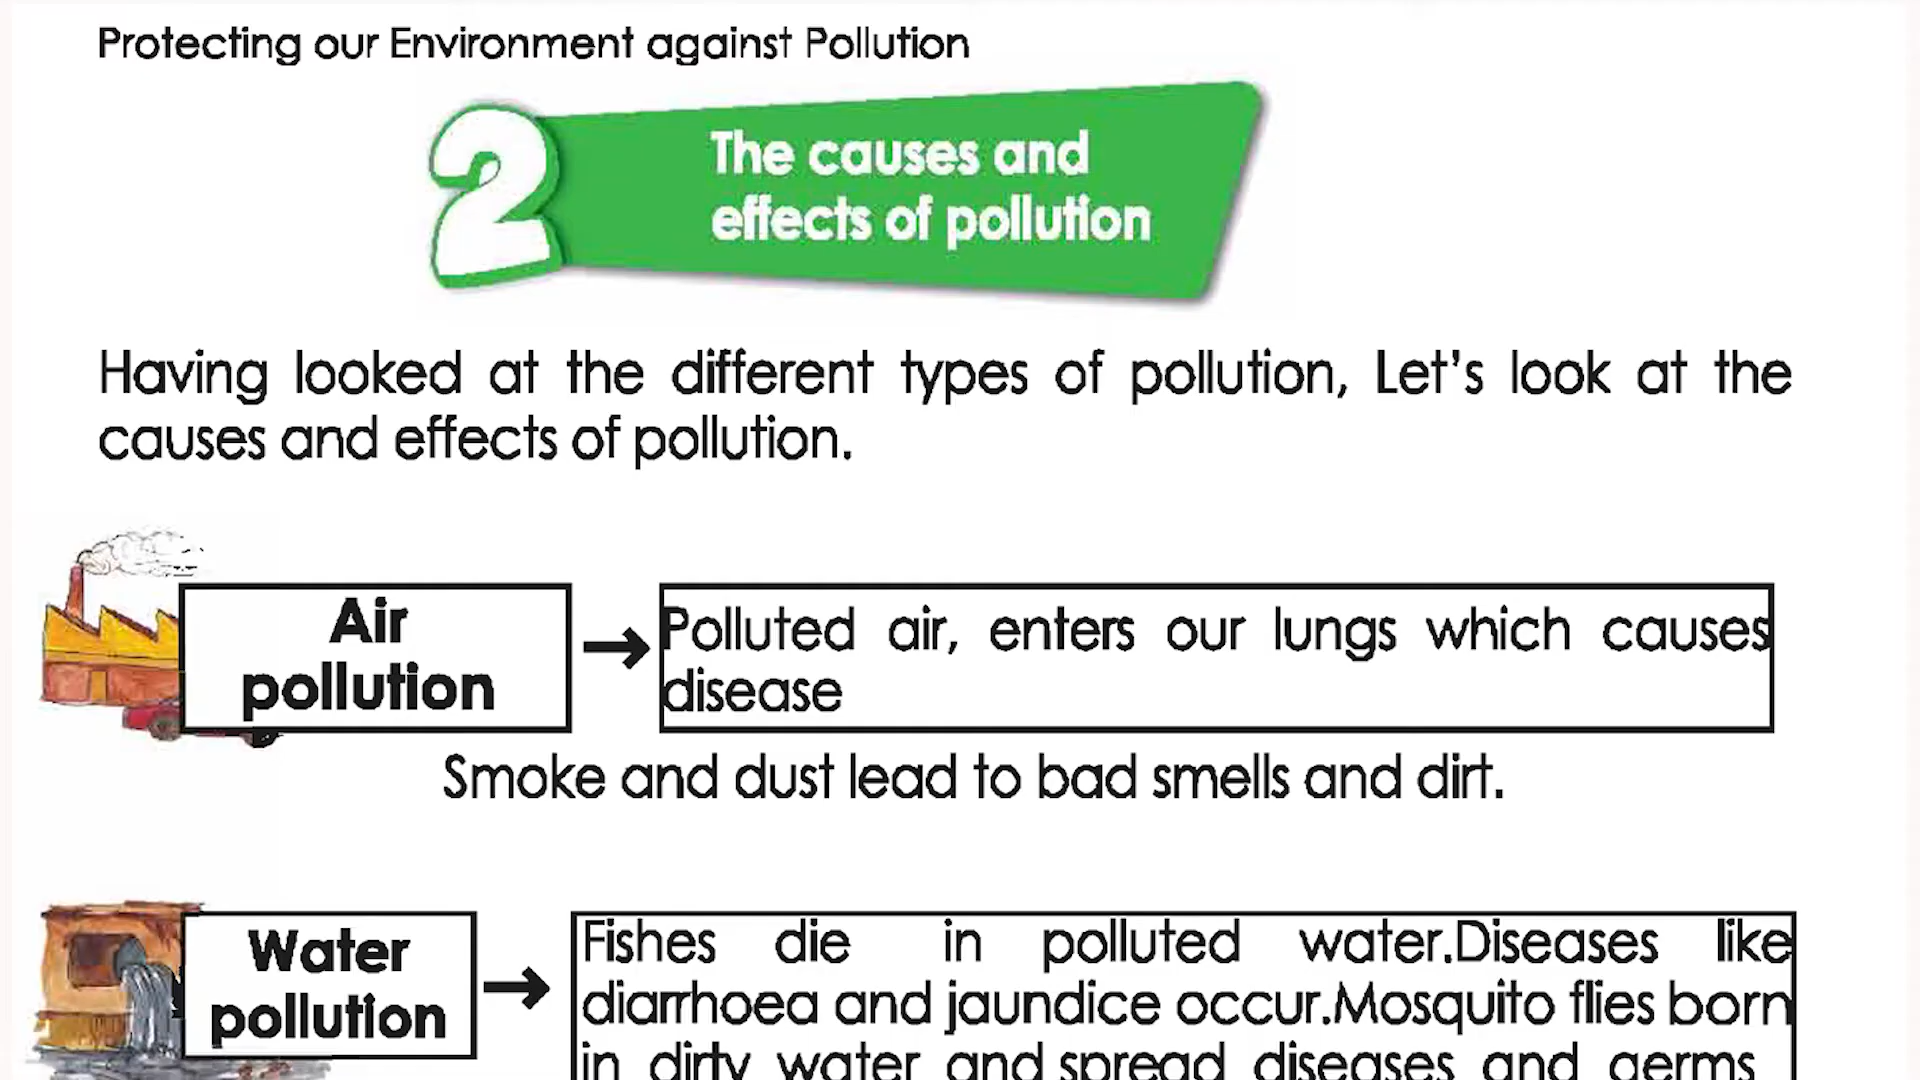 Protecting our Environment against Pollution
2
The causes and
effects of pollution
Having looked at the different types of pollution, Let's look at the
causes and effects of pollution.
Air
pollution
Polluted air, enters our lungs which causes
disease
Smoke and dust lead to bad smells and dirt.
Water
pollution
Fishes die in polluted water.Diseases like
diarrhoea and jaundice occur.Mosquito flies born
in dirty water and spread diseases and germs